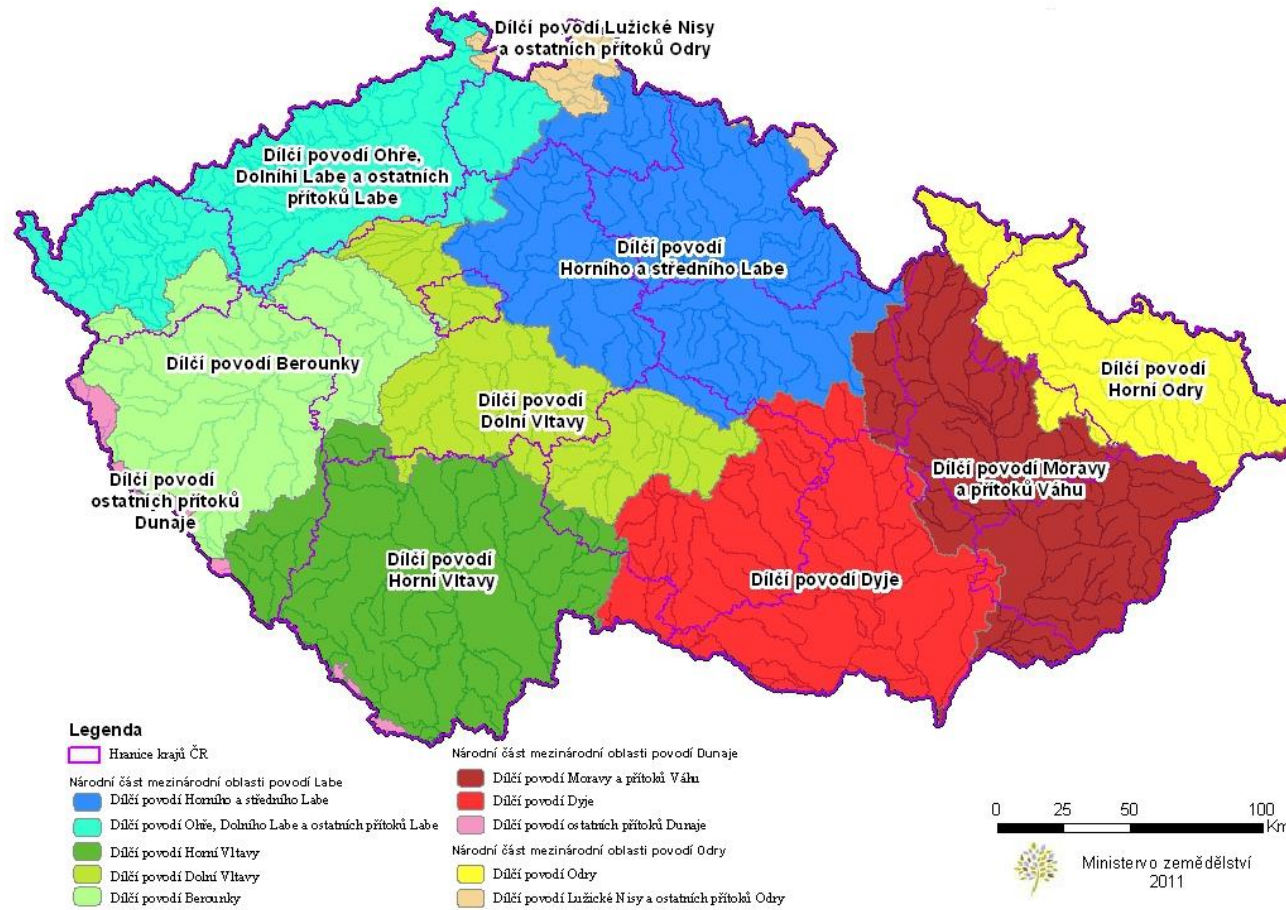 Dílčí povodí Lužické Nisy
a ostatních přítoků Odry
Dílčí povodí Ohře,
Dolníhi Labe a ostatních
přítoků Labe
Dílčí povodí
Horního a středního Labe
Dílčí povodí Berounky
Dílčí povodí
Horní Odry
Dílčí povodí
Dolní Vltavy
Dílčí povodí Moravy
a přítoků Váhu
Dílčí povodí
ostatních přítoků
Dunaje
Dílčí povodí
Horní Vltavy
Dílčí povodí Dyje
Legenda
Hranice krajů ČR
Národní část mezinárodní oblasti povodí Labe
Dílčí povodí Horního a středního Labe
Dílčí povodí Ohře, Dolního Labe a ostatních přítoků Labe
Dílčí povodí Horní Vltavy
Dílčí povodí Dolní Vltavy
Dílčí povodí Berounky
Národní část mezinárodní oblasti povodí Dunaje
Dílčí povodí Moravy a přítoků Váhu
Dílčí povodí Dyje
Dílčí povodí ostatních přítoků Dunaje
Národní část mezinárodní oblasti povodí Odry
Dílčí povodí Odry
Dílčí povodí Lužické Nisy a ostatních přítoků Odry
0 25 50 100
Km
Ministervo zemědělství
2011